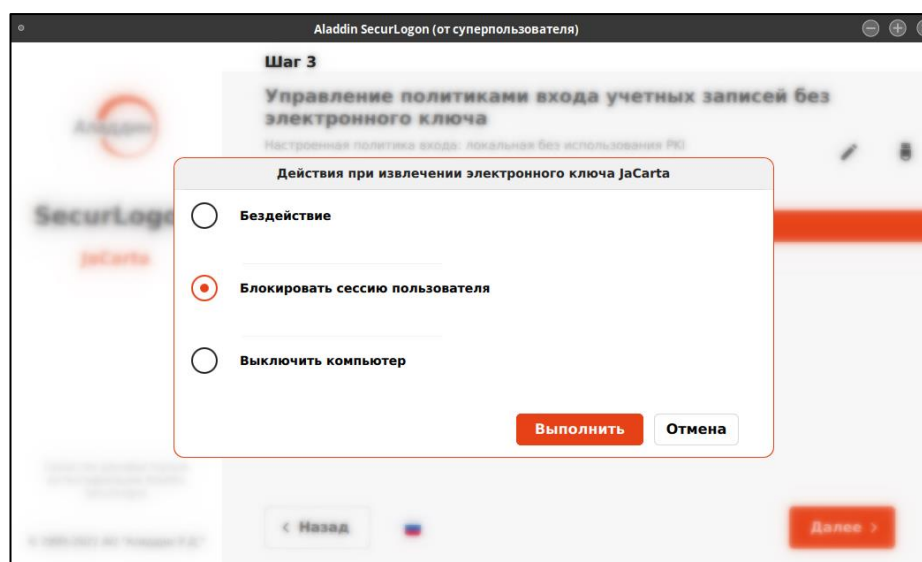 Aladdin SecurLogon (от суперпользователя)
Шаг 3
Управление политиками входа учетных записей без
электронного ключа
Настроенная политика входа: локальная без использования PKI
Аладдин
SecurLogo
JaCarta
Действия при извлечении электронного ключа JaCarta
Бездействие
Блокировать сессию пользователя
Выключить компьютер
Выполнить
Отмена
< Назад
Далее >